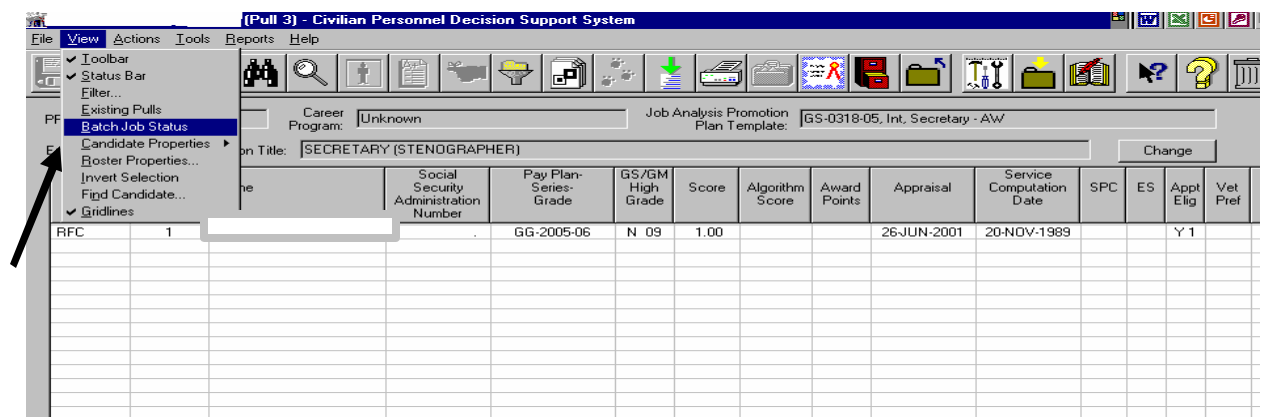 (Pull 3) - Civilian Personnel Decision Support System
File View Actions Tools Reports Help
Toolbar
Status Bar
Filter...
Existing Pulls
Batch Job Status
Candidate Properties
Roster Properties...
Invert Selection
Find Candidate...
Gridlines
Career Program: Unknown
Job Analysis Promotion Plan Template: GS-0318-05, Int, Secretary - AW
on Title: SECRETARY (STENOGRAPHER)
Change
Social Security Administration Number
Pay Plan-Series-Grade
GS/GM High Grade
Score
Algorithm Score
Award Points
Appraisal
Service Computation Date
SPC
ES
Appt Elig
Vet Pref
RFC 1 . GG-2005-06 N 09 1.00 26-JUN-2001 20-NOV-1989 Y 1